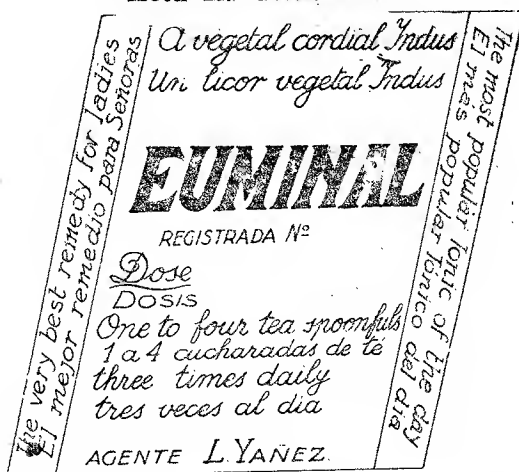 The very best remedy for ladies
El mejor remedio para Señoras
A vegetal cordial Indus
Un licor vegetal Indus
EUMINAL
REGISTRADA Nº
Dose
DOSIS
One to four tea spoonfuls
1 a 4 cucharadas de té
three times daily
tres veces al dia
AGENTE L. YAÑEZ.
The most popular Tonic of the day
El mas popular Tónico del dia